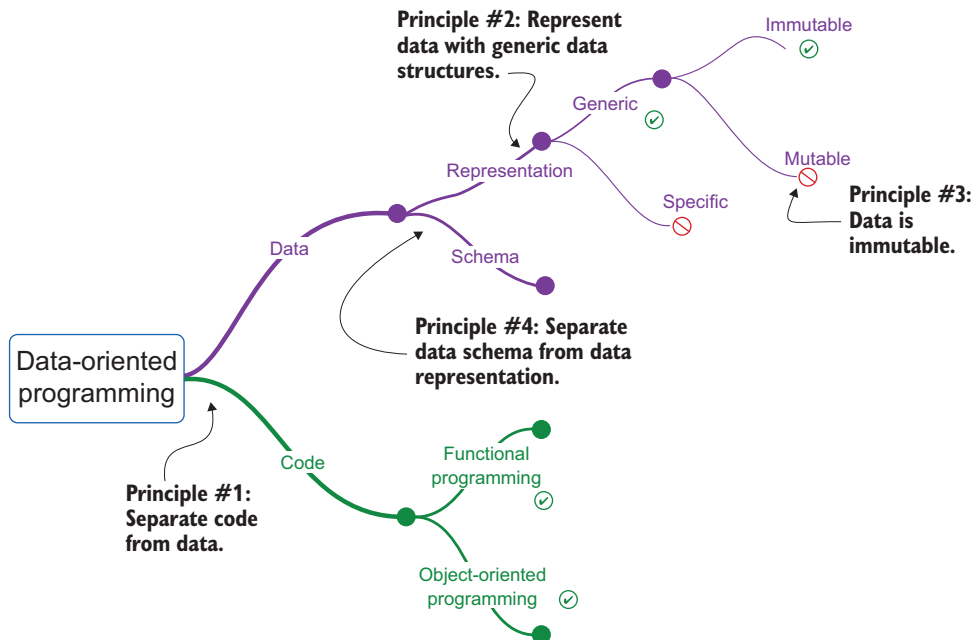 Principle #2: Represent
data with generic data
structures.
Immutable
Generic
Mutable
Representation
Specific
Principle #3:
Data is
immutable.
Data
Schema
Principle #4: Separate
data schema from data
representation.
Data-oriented
programming
Code
Functional
programming
Principle #1:
Separate code
from data.
Object-oriented
programming